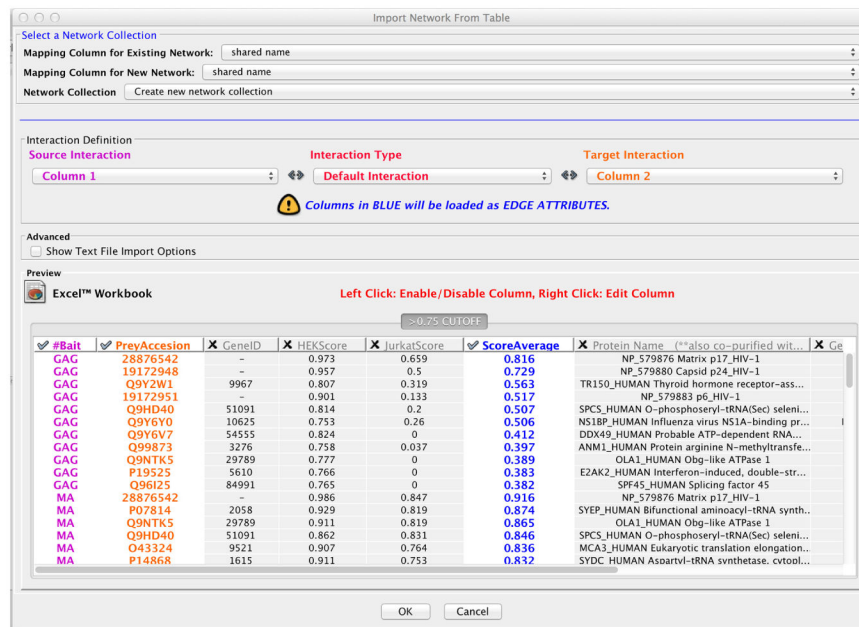 Import Network From Table
Select a Network Collection
Mapping Column for Existing Network: shared name
Mapping Column for New Network: shared name
Network Collection Create new network collection
Interaction Definition
Source Interaction Interaction Type Target Interaction
Column 1 Default Interaction Column 2
Columns in BLUE will be loaded as EDGE ATTRIBUTES.
Advanced
Show Text File Import Options
Preview
Excel™ Workbook Left Click: Enable/Disable Column, Right Click: Edit Column
>0.75 CUTOFF
#Bait PreyAccesion GeneID HEKScore JurkatScore ScoreAverage Protein Name (**also co-purified wit... Ge
GAG 28876542 - 0.973 0.659 0.816 NP_579876 Matrix p17_HIV-1
GAG 19172948 - 0.957 0.5 0.729 NP_579880 Capsid p24_HIV-1
GAG Q9Y2W1 9967 0.807 0.319 0.563 TR150_HUMAN Thyroid hormone receptor-ass...
GAG 19172951 - 0.901 0.133 0.517 NP_579883 p6_HIV-1
GAG Q9HD40 51091 0.814 0.2 0.507 SPCS_HUMAN O-phosphoseryl-tRNA(Sec) seleni...
GAG Q9Y6Y0 10625 0.753 0.26 0.506 NS1BP_HUMAN Influenza virus NS1A-binding pr...
GAG Q9Y6V7 54555 0.824 0 0.412 DDX49_HUMAN Probable ATP-dependent RNA...
GAG Q99873 3276 0.758 0.037 0.397 ANM1_HUMAN Protein arginine N-methyltransfe...
GAG Q9NTK5 29789 0.777 0 0.389 OLA1_HUMAN Obg-like ATPase 1
GAG P19525 5610 0.766 0 0.383 E2AK2_HUMAN Interferon-induced, double-str...
GAG Q96I25 84991 0.765 0 0.382 SPF45_HUMAN Splicing factor 45
MA 28876542 - 0.986 0.847 0.916 NP_579876 Matrix p17_HIV-1
MA P07814 2058 0.929 0.819 0.874 SYEP_HUMAN Bifunctional aminoacyl-tRNA synth...
MA Q9NTK5 29789 0.911 0.819 0.865 OLA1_HUMAN Obg-like ATPase 1
MA Q9HD40 51091 0.862 0.831 0.846 SPCS_HUMAN O-phosphoseryl-tRNA(Sec) seleni...
MA O43324 9521 0.907 0.764 0.836 MCA3_HUMAN Eukaryotic translation elongation...
MA P14868 1615 0.911 0.753 0.832 SYDC_HUMAN Aspartyl-tRNA synthetase, cytopl...
OK Cancel